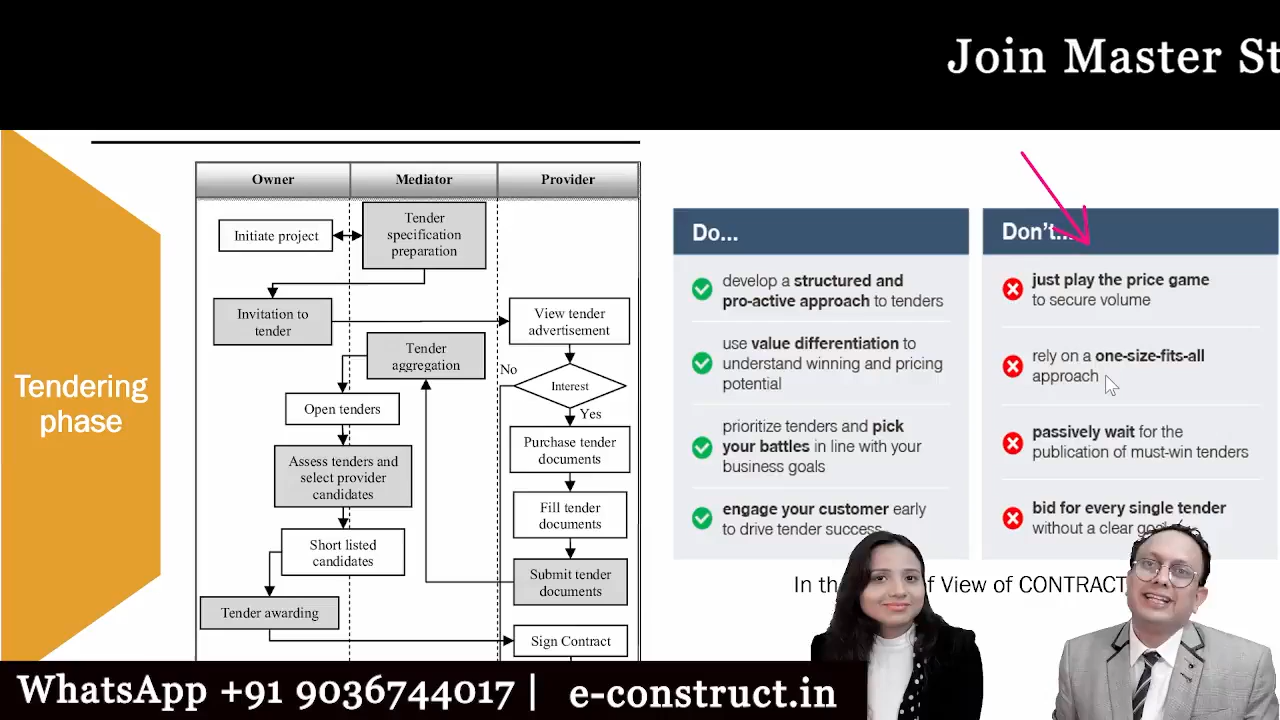 Join Master St
Tendering
phase
Owner
Mediator
Provider
Initiate project
Tender
specification
preparation
Invitation to
tender
View tender
advertisement
Tender
aggregation
No
Interest
Yes
Open tenders
Purchase tender
documents
Assess tenders and
select provider
candidates
Fill tender
documents
Short listed
candidates
Submit tender
documents
Tender awarding
Sign Contract
Do...
develop a structured and
pro-active approach to tenders
use value differentiation to
understand winning and pricing
potential
prioritize tenders and pick
your battles in line with your
business goals
engage your customer early
to drive tender success
Don't...
just play the price game
to secure volume
rely on a one-size-fits-all
approach
passively wait for the
publication of must-win tenders
bid for every single tender
without a clear
In the f View of CONTRACT
WhatsApp +91 9036744017 | e-construct.in